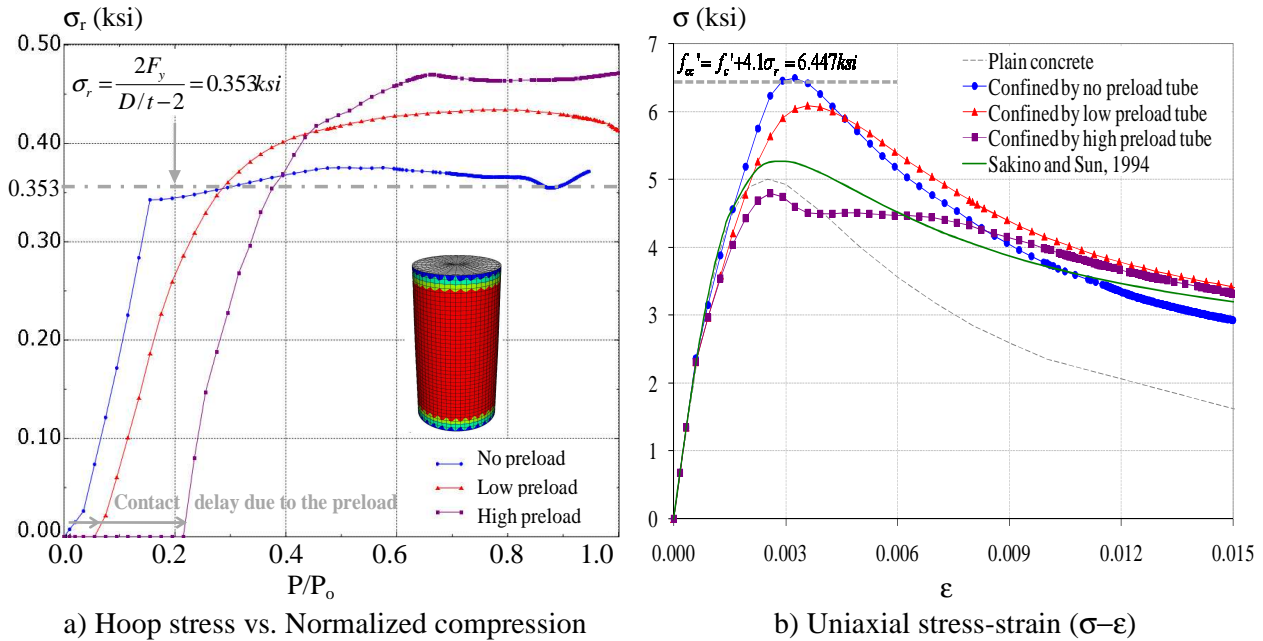 σr (ksi)
0.50
0.40
0.353
0.30
0.20
0.10
0.00
σr = 2Fy / D/t−2 = 0.353ksi
No preload
Low preload
High preload
Contact delay due to the preload
0.0 0.2 0.4 0.6 0.8 1.0
P/Po
a) Hoop stress vs. Normalized compression
σ (ksi)
7
6
5
4
3
2
1
0
fcc'= fc'+4.1σr = 6.447ksi
Plain concrete
Confined by no preload tube
Confined by low preload tube
Confined by high preload tube
Sakino and Sun, 1994
0.000 0.003 0.006 0.009 0.012 0.015
ε
b) Uniaxial stress-strain (σ−ε)